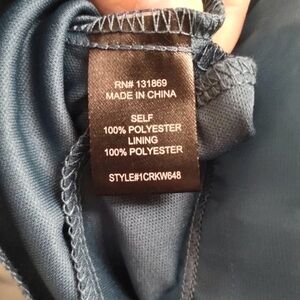 RN# 131869
MADE IN CHINA
SELF
100% POLYESTER
LINING
100% POLYESTER
STYLE#1CRKW648